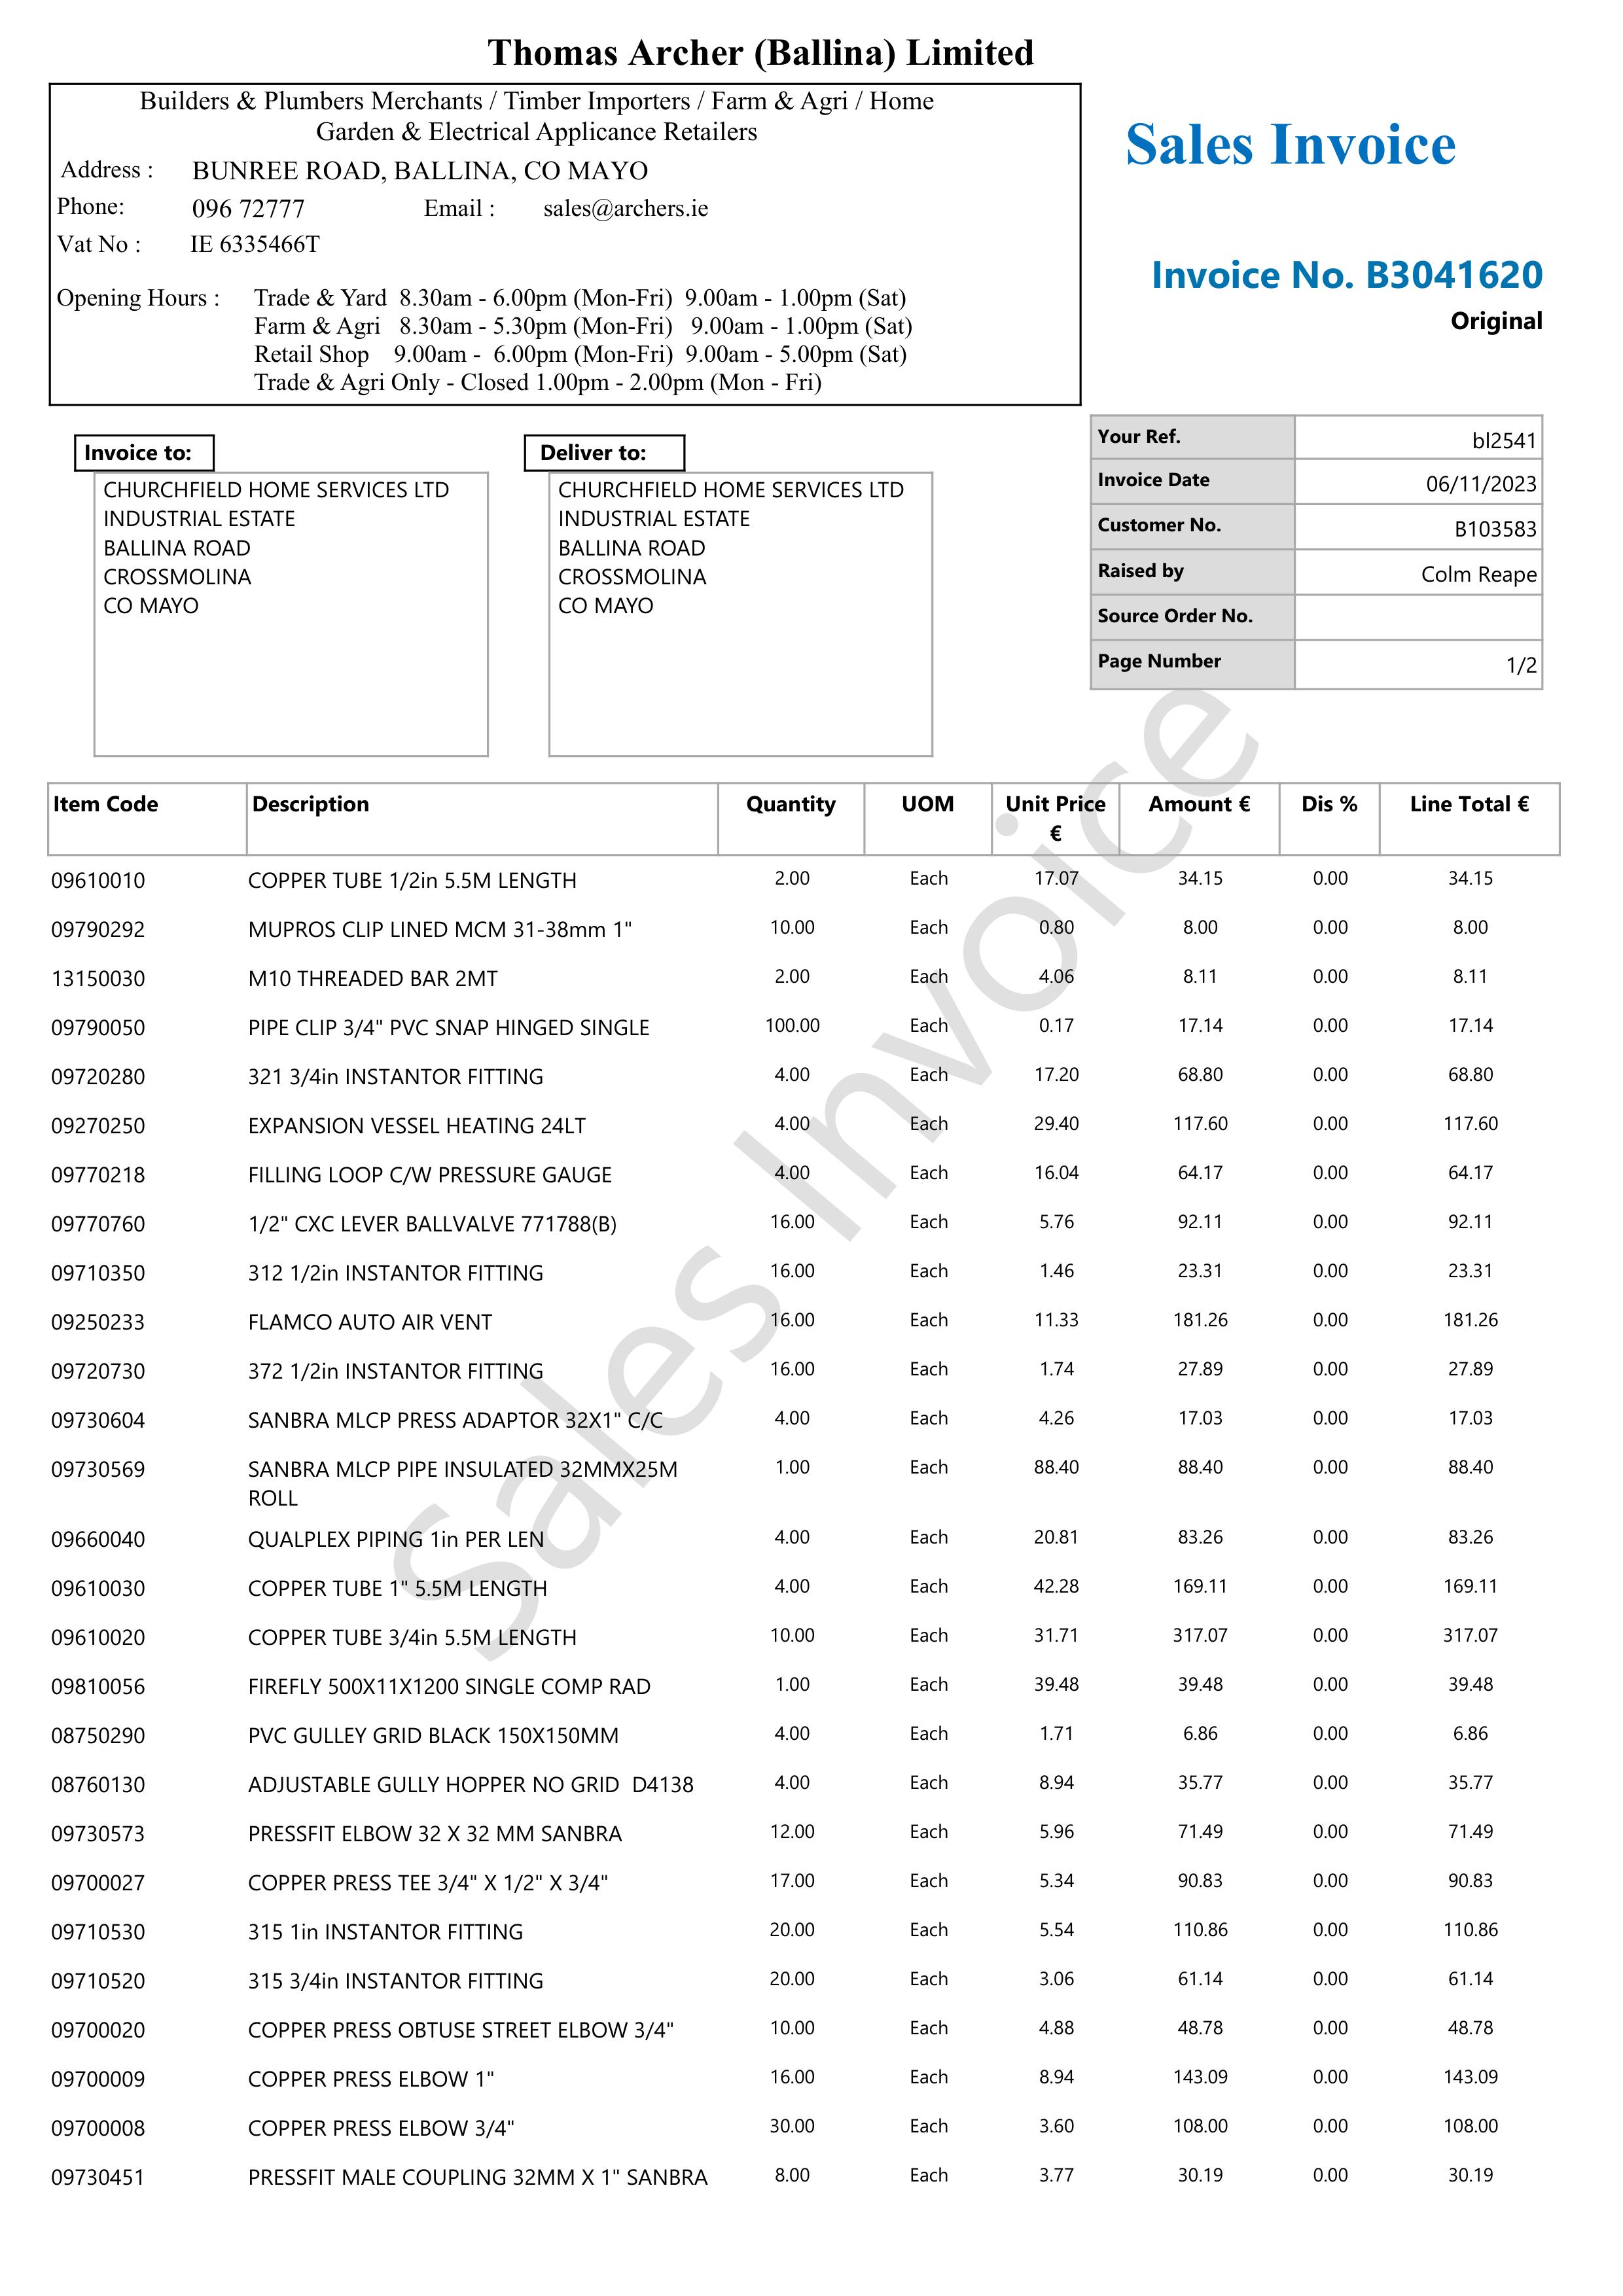 Thomas Archer (Ballina) Limited
Builders & Plumbers Merchants / Timber Importers / Farm & Agri / Home
Garden & Electrical Applicance Retailers
Address : BUNREE ROAD, BALLINA, CO MAYO
Phone: 096 72777 Email : sales@archers.ie
Vat No : IE 6335466T
Opening Hours : Trade & Yard 8.30am - 6.00pm (Mon-Fri) 9.00am - 1.00pm (Sat)
Farm & Agri 8.30am - 5.30pm (Mon-Fri) 9.00am - 1.00pm (Sat)
Retail Shop 9.00am - 6.00pm (Mon-Fri) 9.00am - 5.00pm (Sat)
Trade & Agri Only - Closed 1.00pm - 2.00pm (Mon - Fri)
Sales Invoice
Invoice No. B3041620
Original
Invoice to:
CHURCHFIELD HOME SERVICES LTD
INDUSTRIAL ESTATE
BALLINA ROAD
CROSSMOLINA
CO MAYO
Deliver to:
CHURCHFIELD HOME SERVICES LTD
INDUSTRIAL ESTATE
BALLINA ROAD
CROSSMOLINA
CO MAYO
Your Ref. bl2541
Invoice Date 06/11/2023
Customer No. B103583
Raised by Colm Reape
Source Order No.
Page Number 1/2
Item Code Description Quantity UOM Unit Price € Amount € Dis % Line Total €
09610010 COPPER TUBE 1/2in 5.5M LENGTH 2.00 Each 17.07 34.15 0.00 34.15
09790292 MUPROS CLIP LINED MCM 31-38mm 1" 10.00 Each 0.80 8.00 0.00 8.00
13150030 M10 THREADED BAR 2MT 2.00 Each 4.06 8.11 0.00 8.11
09790050 PIPE CLIP 3/4" PVC SNAP HINGED SINGLE 100.00 Each 0.17 17.14 0.00 17.14
09720280 321 3/4in INSTANTOR FITTING 4.00 Each 17.20 68.80 0.00 68.80
09270250 EXPANSION VESSEL HEATING 24LT 4.00 Each 29.40 117.60 0.00 117.60
09770218 FILLING LOOP C/W PRESSURE GAUGE 4.00 Each 16.04 64.17 0.00 64.17
09770760 1/2" CXC LEVER BALLVALVE 771788(B) 16.00 Each 5.76 92.11 0.00 92.11
09710350 312 1/2in INSTANTOR FITTING 16.00 Each 1.46 23.31 0.00 23.31
09250233 FLAMCO AUTO AIR VENT 16.00 Each 11.33 181.26 0.00 181.26
09720730 372 1/2in INSTANTOR FITTING 16.00 Each 1.74 27.89 0.00 27.89
09730604 SANBRA MLCP PRESS ADAPTOR 32X1" C/C 4.00 Each 4.26 17.03 0.00 17.03
09730569 SANBRA MLCP PIPE INSULATED 32MMX25M 1.00 Each 88.40 88.40 0.00 88.40
ROLL
09660040 QUALPLEX PIPING 1in PER LEN 4.00 Each 20.81 83.26 0.00 83.26
09610030 COPPER TUBE 1" 5.5M LENGTH 4.00 Each 42.28 169.11 0.00 169.11
09610020 COPPER TUBE 3/4in 5.5M LENGTH 10.00 Each 31.71 317.07 0.00 317.07
09810056 FIREFLY 500X11X1200 SINGLE COMP RAD 1.00 Each 39.48 39.48 0.00 39.48
08750290 PVC GULLEY GRID BLACK 150X150MM 4.00 Each 1.71 6.86 0.00 6.86
08760130 ADJUSTABLE GULLY HOPPER NO GRID D4138 4.00 Each 8.94 35.77 0.00 35.77
09730573 PRESSFIT ELBOW 32 X 32 MM SANBRA 12.00 Each 5.96 71.49 0.00 71.49
09700027 COPPER PRESS TEE 3/4" X 1/2" X 3/4" 17.00 Each 5.34 90.83 0.00 90.83
09710530 315 1in INSTANTOR FITTING 20.00 Each 5.54 110.86 0.00 110.86
09710520 315 3/4in INSTANTOR FITTING 20.00 Each 3.06 61.14 0.00 61.14
09700020 COPPER PRESS OBTUSE STREET ELBOW 3/4" 10.00 Each 4.88 48.78 0.00 48.78
09700009 COPPER PRESS ELBOW 1" 16.00 Each 8.94 143.09 0.00 143.09
09700008 COPPER PRESS ELBOW 3/4" 30.00 Each 3.60 108.00 0.00 108.00
09730451 PRESSFIT MALE COUPLING 32MM X 1" SANBRA 8.00 Each 3.77 30.19 0.00 30.19
Sales Invoice